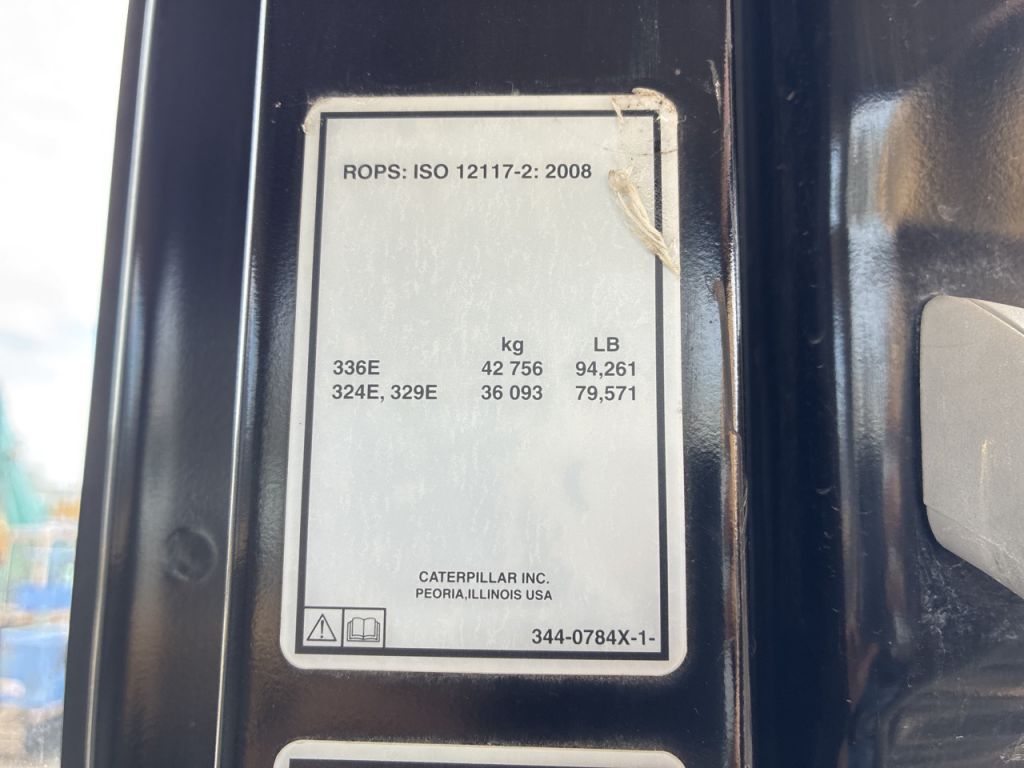 ROPS: ISO 12117-2: 2008
kg LB
336E 42 756 94,261
324E, 329E 36 093 79,571
CATERPILLAR INC.
PEORIA,ILLINOIS USA
344-0784X-1-